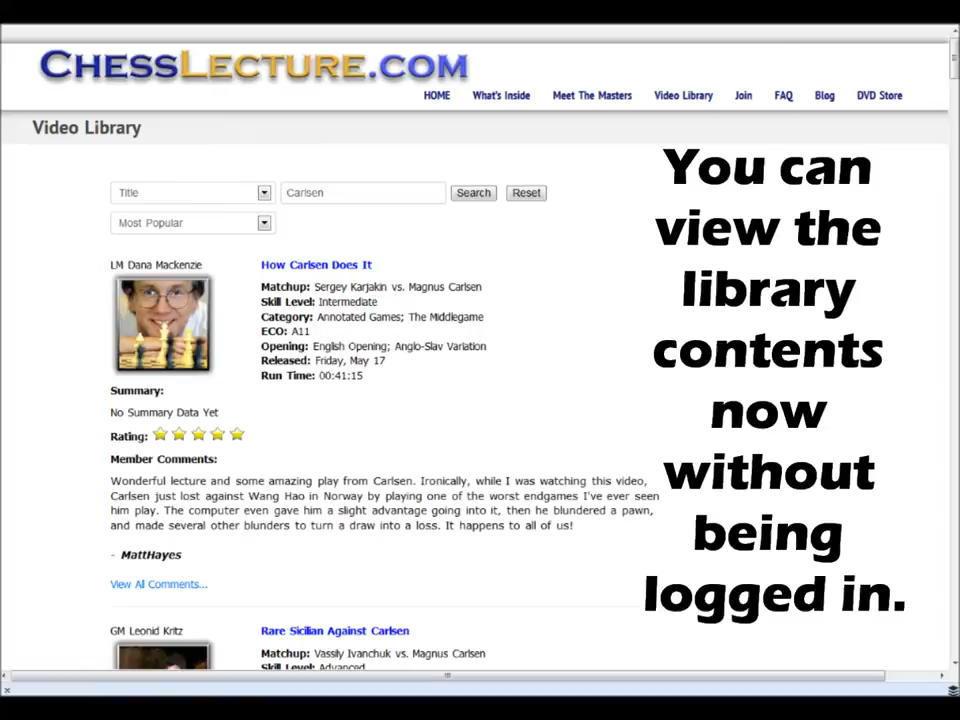 ChessLecture.com
HOME What's Inside Meet The Masters Video Library Join FAQ Blog DVD Store
Video Library
Title Carlsen Search Reset
Most Popular
LM Dana Mackenzie
How Carlsen Does It
Matchup: Sergey Karjakin vs. Magnus Carlsen
Skill Level: Intermediate
Category: Annotated Games; The Middlegame
ECO: A11
Opening: English Opening; Anglo-Slav Variation
Released: Friday, May 17
Run Time: 00:41:15
Summary:
No Summary Data Yet
Rating:
Member Comments:
Wonderful lecture and some amazing play from Carlsen. Ironically, while I was watching this video,
Carlsen just lost against Wang Hao in Norway by playing one of the worst endgames I've ever seen
him play. The computer even gave him a slight advantage going into it, then he blundered a pawn,
and made several other blunders to turn a draw into a loss. It happens to all of us!
- MattHayes
View All Comments...
GM Leonid Kritz
Rare Sicilian Against Carlsen
Matchup: Vassily Ivanchuk vs. Magnus Carlsen
Skill Level: Advanced
You can
view the
library
contents
now
without
being
logged in.